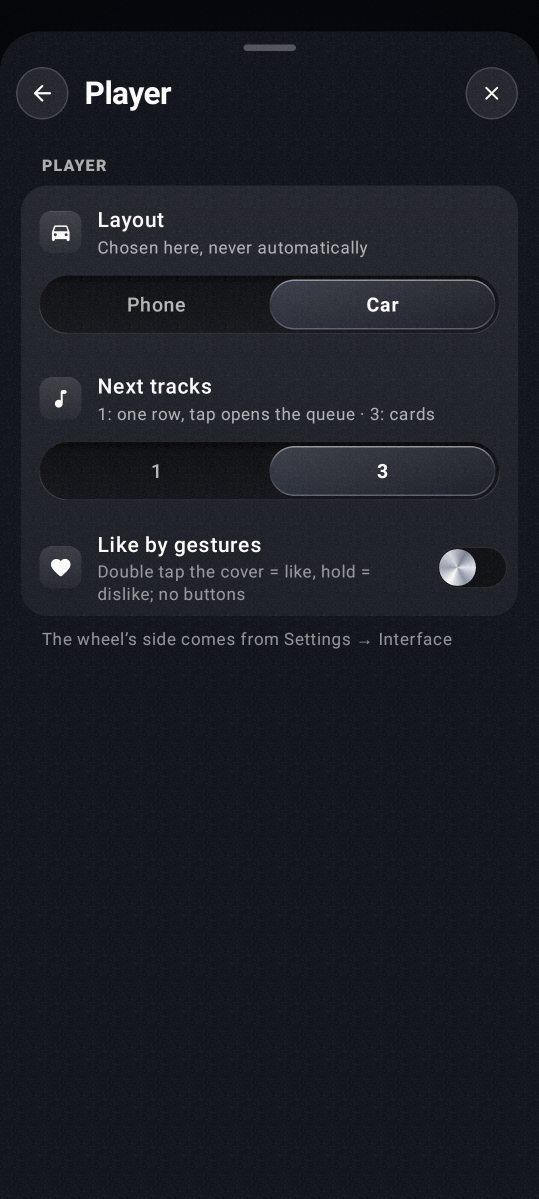 Player
PLAYER
Layout
Chosen here, never automatically
Phone
Car
Next tracks
1: one row, tap opens the queue · 3: cards
1
3
Like by gestures
Double tap the cover = like, hold =
dislike; no buttons
The wheel’s side comes from Settings → Interface